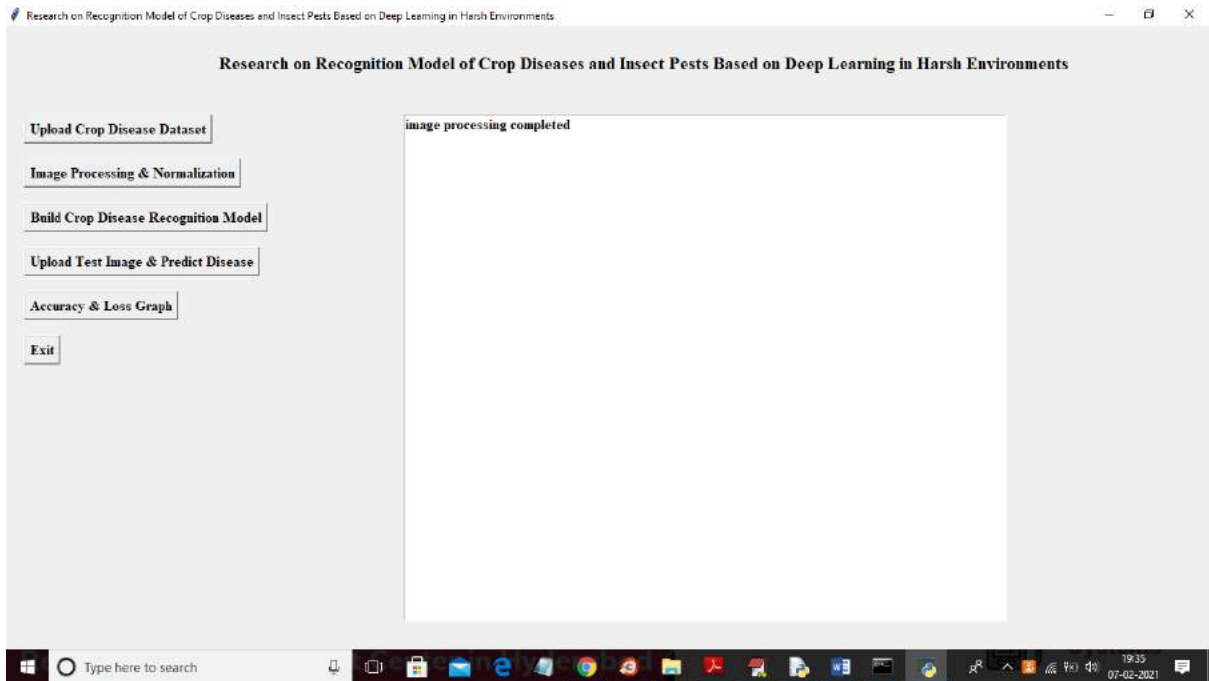 Research on Recognition Model of Crop Diseases and Insect Pests Based on Deep Learning in Harsh Environments
Research on Recognition Model of Crop Diseases and Insect Pests Based on Deep Learning in Harsh Environments
Upload Crop Disease Dataset
image processing completed
Image Processing & Normalization
Build Crop Disease Recognition Model
Upload Test Image & Predict Disease
Accuracy & Loss Graph
Exit
Type here to search
19:35
07-02-2021